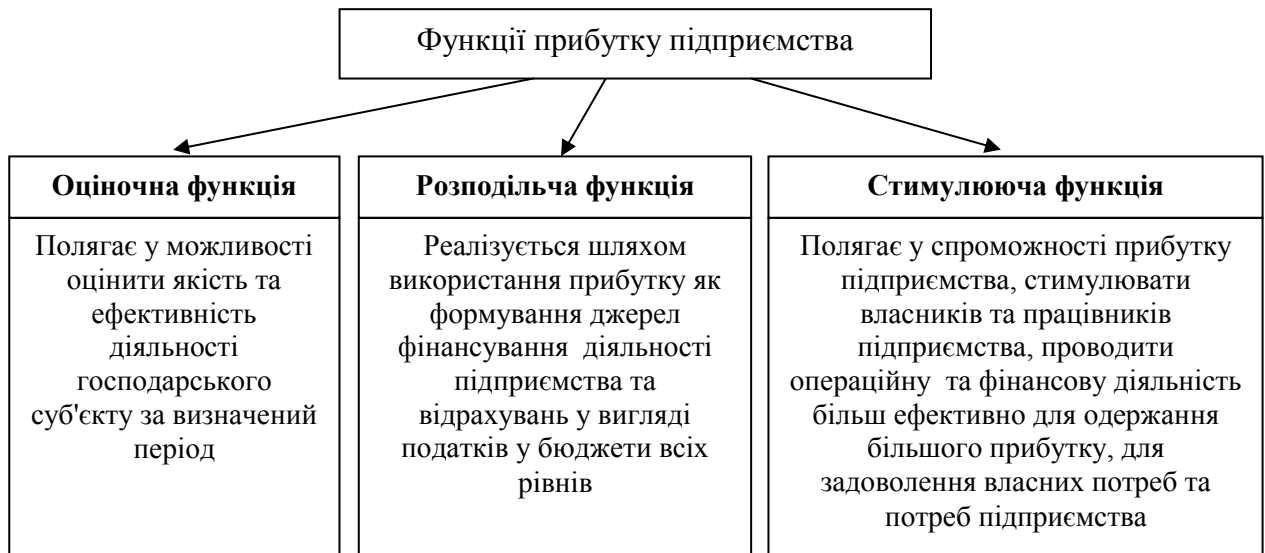 Функції прибутку підприємства
Оціночна функція
Полягає у можливості
оцінити якість та
ефективність
діяльності
господарського
суб'єкту за визначений
період
Розподільча функція
Реалізується шляхом
використання прибутку як
формування джерел
фінансування діяльності
підприємства та
відрахувань у вигляді
податків у бюджети всіх
рівнів
Стимулююча функція
Полягає у спроможності прибутку
підприємства, стимулювати
власників та працівників
підприємства, проводити
операційну та фінансову діяльність
більш ефективно для одержання
більшого прибутку, для
задоволення власних потреб та
потреб підприємства